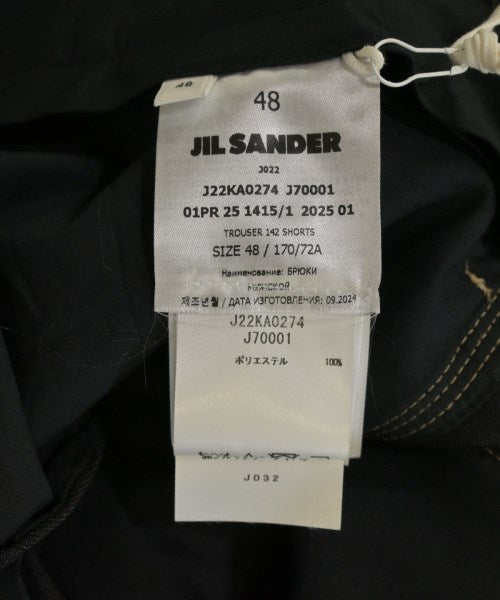 48
48
JIL SANDER
J022
J22KA0274 J70001
01PR 25 1415/1 2025 01
TROUSER 142 SHORTS
SIZE 48 / 170/72A
Наименование: БРЮКИ
제조년월 / ДАТА ИЗГОТОВЛЕНИЯ: 09.2024
J22KA0274
J70001
ポリエステル 100%
J032